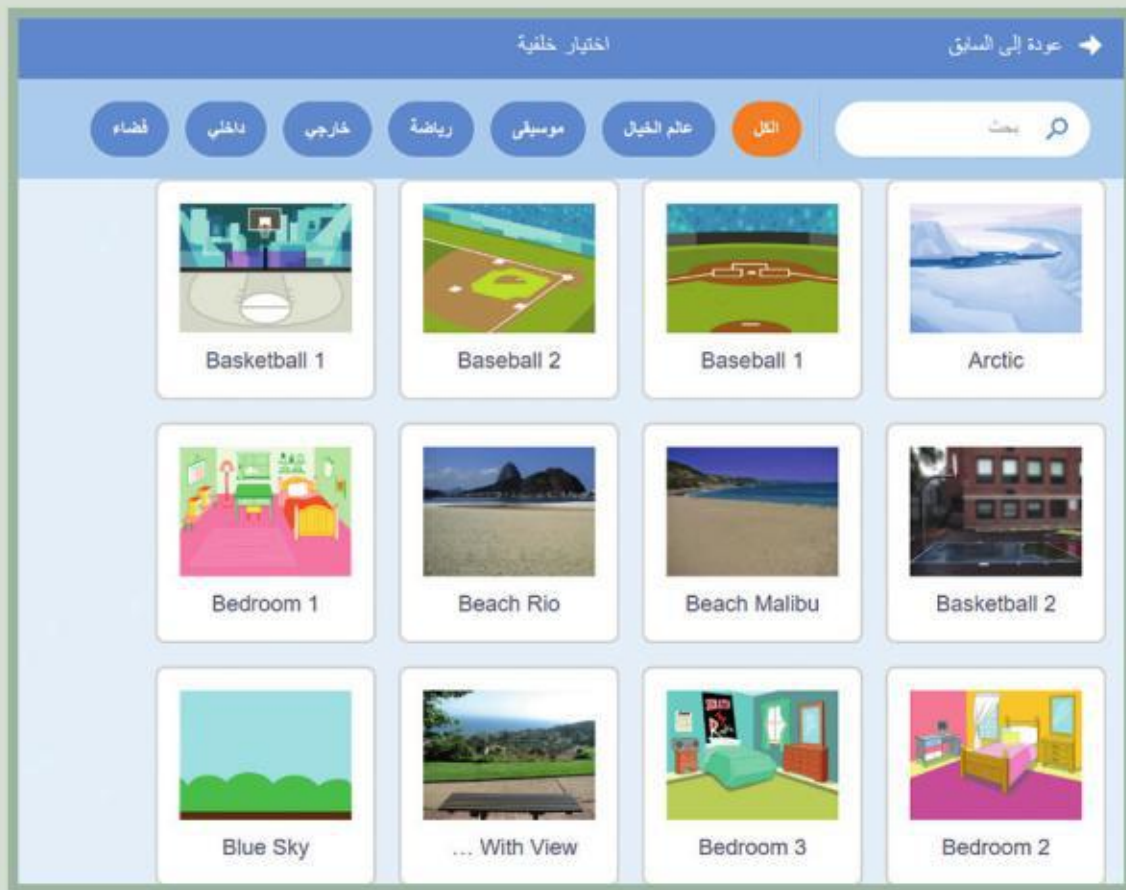 عودة إلى السابق
اختيار خلفية
بحث
الكل
عالم الخيال
موسيقى
رياضة
خارجي
داخلي
فضاء
Arctic
Baseball 1
Baseball 2
Basketball 1
Basketball 2
Beach Malibu
Beach Rio
Bedroom 1
Bedroom 2
Bedroom 3
... With View
Blue Sky